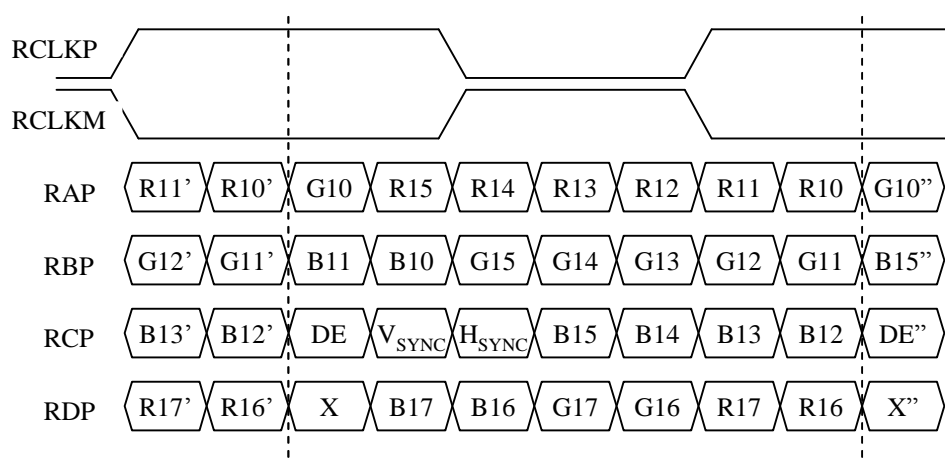 RCLKP
RCLKM
RAP R11’ R10’ G10 R15 R14 R13 R12 R11 R10 G10”
RBP G12’ G11’ B11 B10 G15 G14 G13 G12 G11 B15”
RCP B13’ B12’ DE VSYNC HSYNC B15 B14 B13 B12 DE”
RDP R17’ R16’ X B17 B16 G17 G16 R17 R16 X”